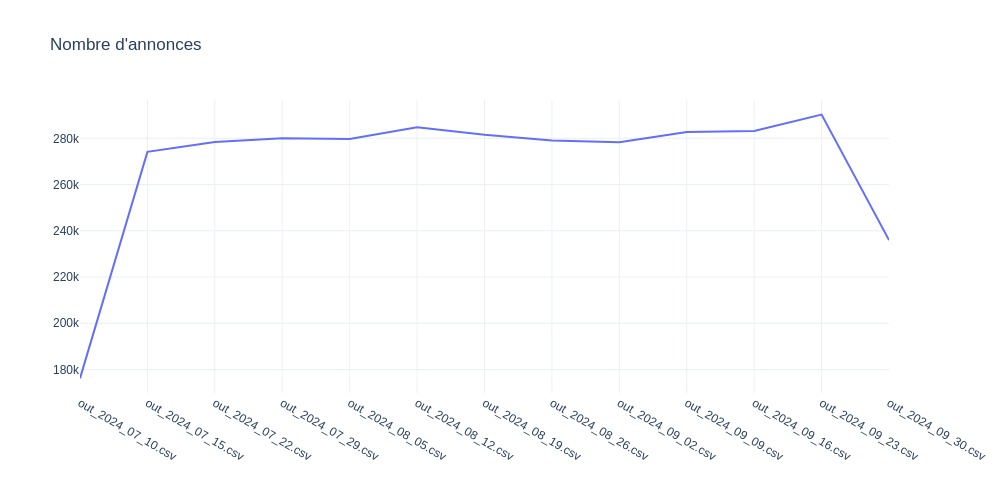 Nombre d'annonces
280k
260k
240k
220k
200k
180k
out_2024_07_10.csv
out_2024_07_15.csv
out_2024_07_22.csv
out_2024_07_29.csv
out_2024_08_05.csv
out_2024_08_12.csv
out_2024_08_19.csv
out_2024_08_26.csv
out_2024_09_02.csv
out_2024_09_09.csv
out_2024_09_16.csv
out_2024_09_23.csv
out_2024_09_30.csv